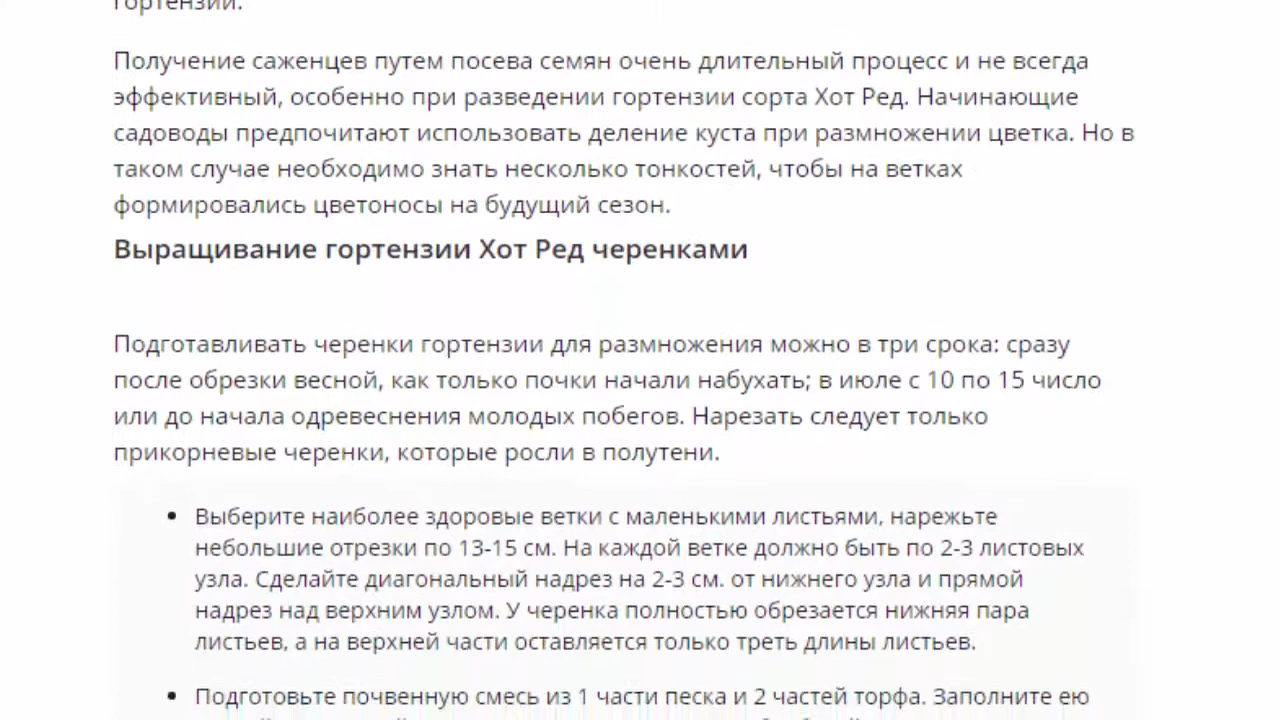 гортензии.
Получение саженцев путем посева семян очень длительный процесс и не всегда
эффективный, особенно при разведении гортензии сорта Хот Ред. Начинающие
садоводы предпочитают использовать деление куста при размножении цветка. Но в
таком случае необходимо знать несколько тонкостей, чтобы на ветках
формировались цветоносы на будущий сезон.
Выращивание гортензии Хот Ред черенками
Подготавливать черенки гортензии для размножения можно в три срока: сразу
после обрезки весной, как только почки начали набухать; в июле с 10 по 15 число
или до начала одревеснения молодых побегов. Нарезать следует только
прикорневые черенки, которые росли в полутени.
• Выберите наиболее здоровые ветки с маленькими листьями, нарежьте
небольшие отрезки по 13-15 см. На каждой ветке должно быть по 2-3 листовых
узла. Сделайте диагональный надрез на 2-3 см. от нижнего узла и прямой
надрез над верхним узлом. У черенка полностью обрезается нижняя пара
листьев, а на верхней части оставляется только треть длины листьев.
• Подготовьте почвенную смесь из 1 части песка и 2 частей торфа. Заполните ею